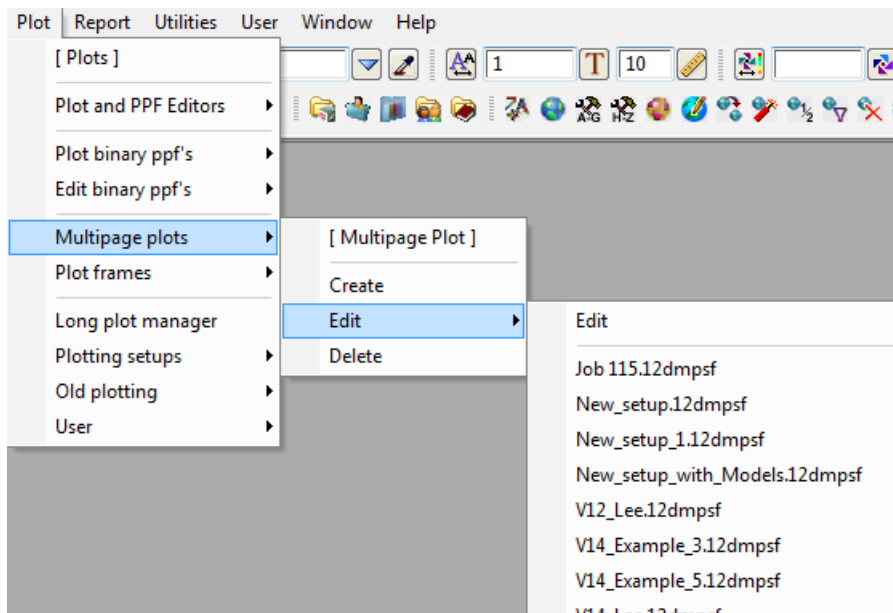 Plot Report Utilities User Window Help
[ Plots ]
1 T 10
Plot and PPF Editors
Plot binary ppf's
Edit binary ppf's
Multipage plots
Plot frames
Long plot manager
Plotting setups
Old plotting
User
[ Multipage Plot ]
Create
Edit
Delete
Edit
Job 115.12dmpsf
New_setup.12dmpsf
New_setup_1.12dmpsf
New_setup_with_Models.12dmpsf
V12_Lee.12dmpsf
V14_Example_3.12dmpsf
V14_Example_5.12dmpsf